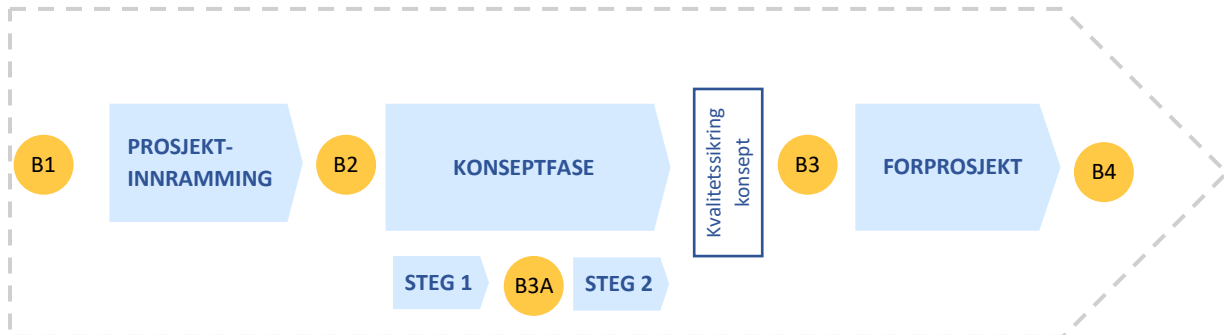 B1
PROSJEKT-
INNRAMMING
B2
KONSEPTFASE
Kvalitetssikring
konsept
B3
FORPROSJEKT
B4
STEG 1
B3A
STEG 2